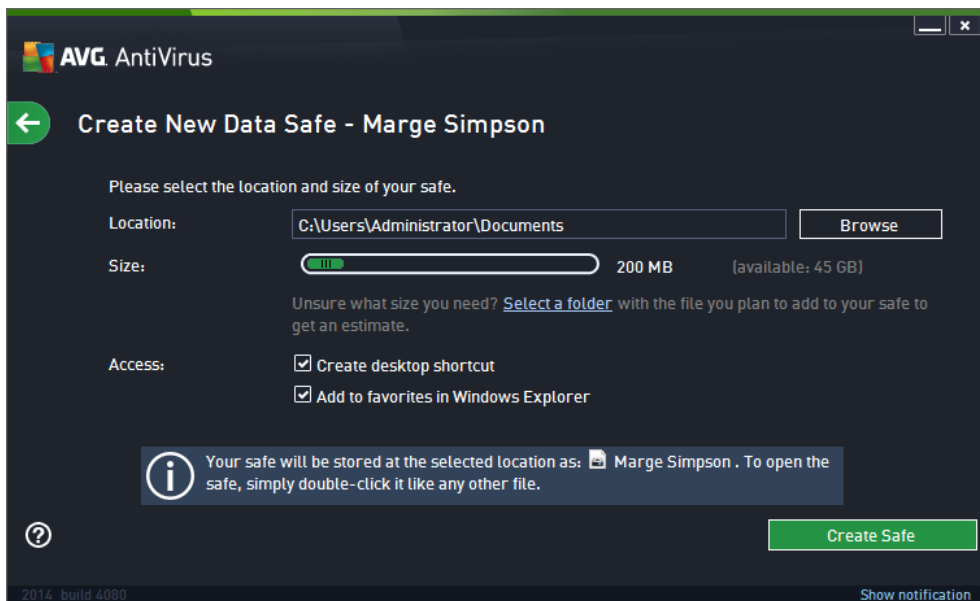 AVG. AntiVirus
Create New Data Safe - Marge Simpson
Please select the location and size of your safe.
Location:
C:\Users\Administrator\Documents
Browse
Size:
200 MB
(available: 45 GB)
Unsure what size you need? Select a folder with the file you plan to add to your safe to
get an estimate.
Access:
Create desktop shortcut
Add to favorites in Windows Explorer
Your safe will be stored at the selected location as: Marge Simpson . To open the
safe, simply double-click it like any other file.
Create Safe
2014 build 4080
Show notification